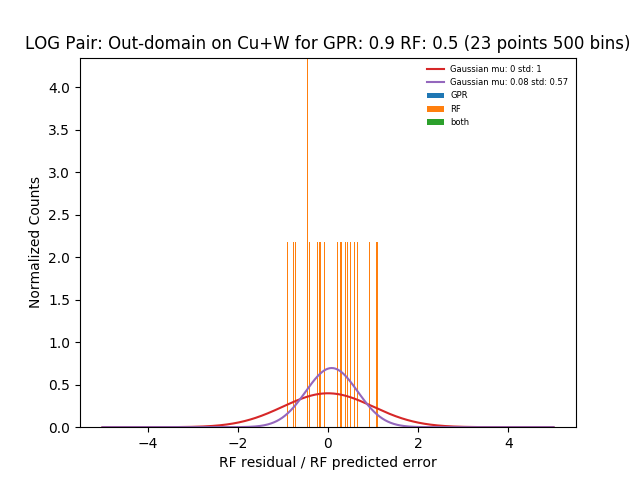 LOG Pair: Out-domain on Cu+W for GPR: 0.9 RF: 0.5 (23 points 500 bins)
Gaussian mu: 0 std: 1
Gaussian mu: 0.08 std: 0.57
GPR
RF
both
Normalized Counts
4.0
3.5
3.0
2.5
2.0
1.5
1.0
0.5
0.0
−4
−2
0
2
4
RF residual / RF predicted error